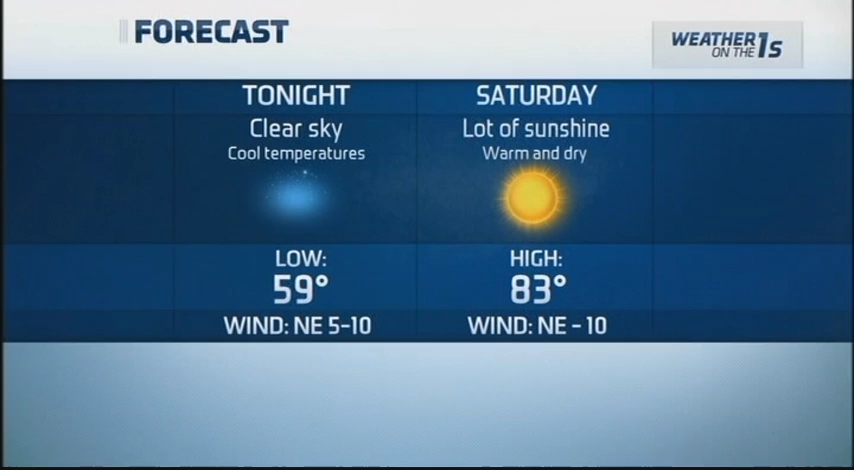 FORECAST
WEATHER
ON THE 1s
TONIGHT
Clear sky
Cool temperatures
LOW:
59°
WIND: NE 5-10
SATURDAY
Lot of sunshine
Warm and dry
HIGH:
83°
WIND: NE - 10